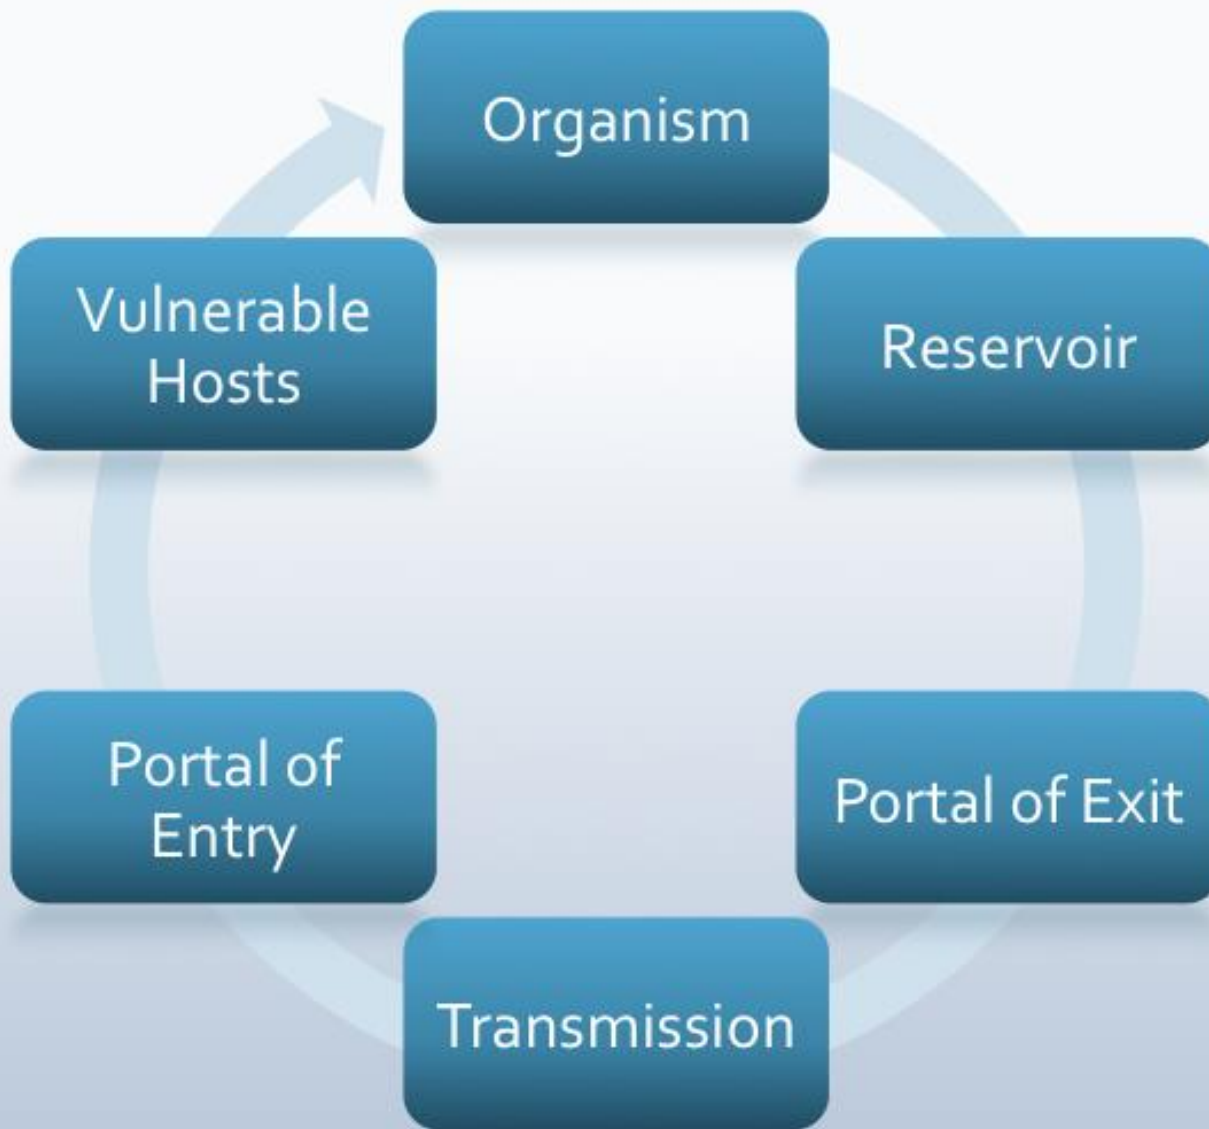 Organism
Reservoir
Portal of Exit
Transmission
Portal of
Entry
Vulnerable
Hosts